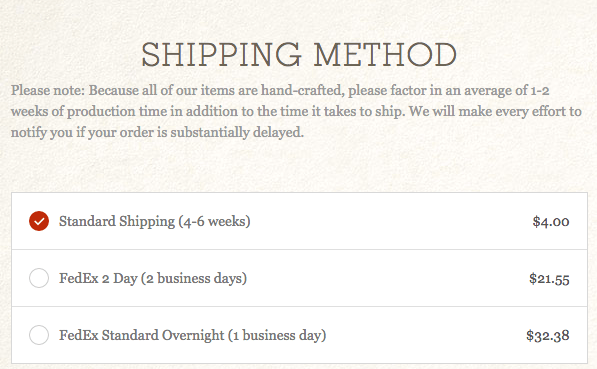 SHIPPING METHOD
Please note: Because all of our items are hand-crafted, please factor in an average of 1-2
weeks of production time in addition to the time it takes to ship. We will make every effort to
notify you if your order is substantially delayed.
Standard Shipping (4-6 weeks) $4.00
FedEx 2 Day (2 business days) $21.55
FedEx Standard Overnight (1 business day) $32.38